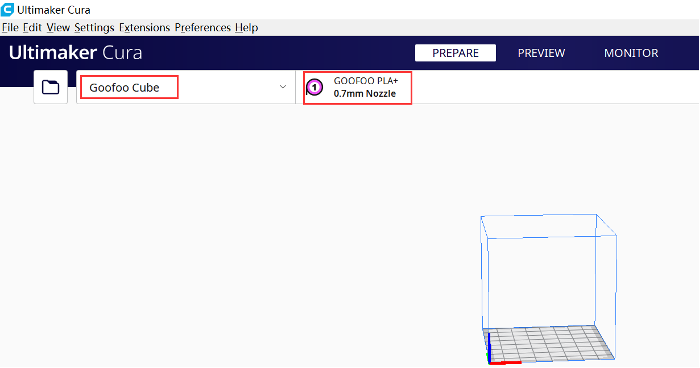 Ultimaker Cura
File Edit View Settings Extensions Preferences Help
Ultimaker Cura
PREPARE
PREVIEW
MONITOR
Goofoo Cube
1
GOOFOO PLA+
0.7mm Nozzle